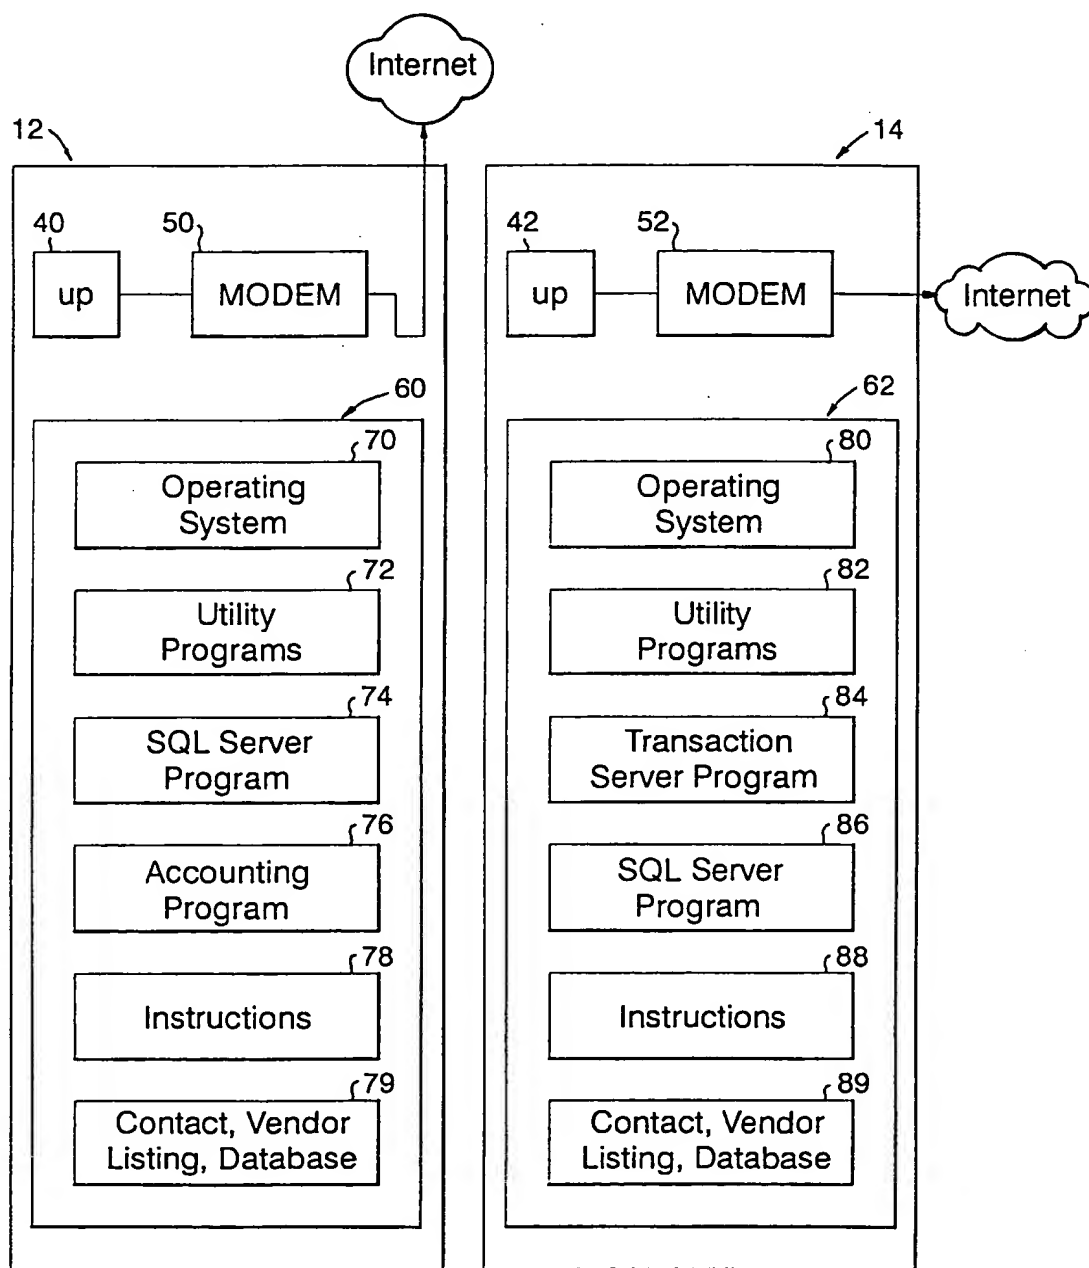 Internet
12
14
40
50
42
52
up
MODEM
up
MODEM
Internet
60
62
70
Operating
System
72
Utility
Programs
74
SQL Server
Program
76
Accounting
Program
78
Instructions
79
Contact, Vendor
Listing, Database
80
Operating
System
82
Utility
Programs
84
Transaction
Server Program
86
SQL Server
Program
88
Instructions
89
Contact, Vendor
Listing, Database